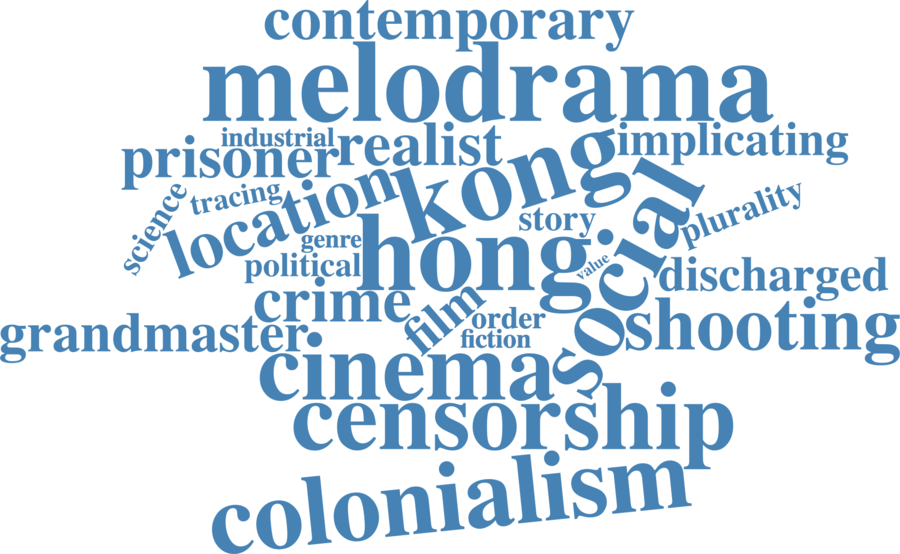 contemporary
melodrama
industrial
prisoner
realist
implicating
kong
location
tracing
science
social
plurality
story
hong
genre
political
value
discharged
crime
film
order
fiction
shooting
grandmaster
cinema
censorship
colonialism